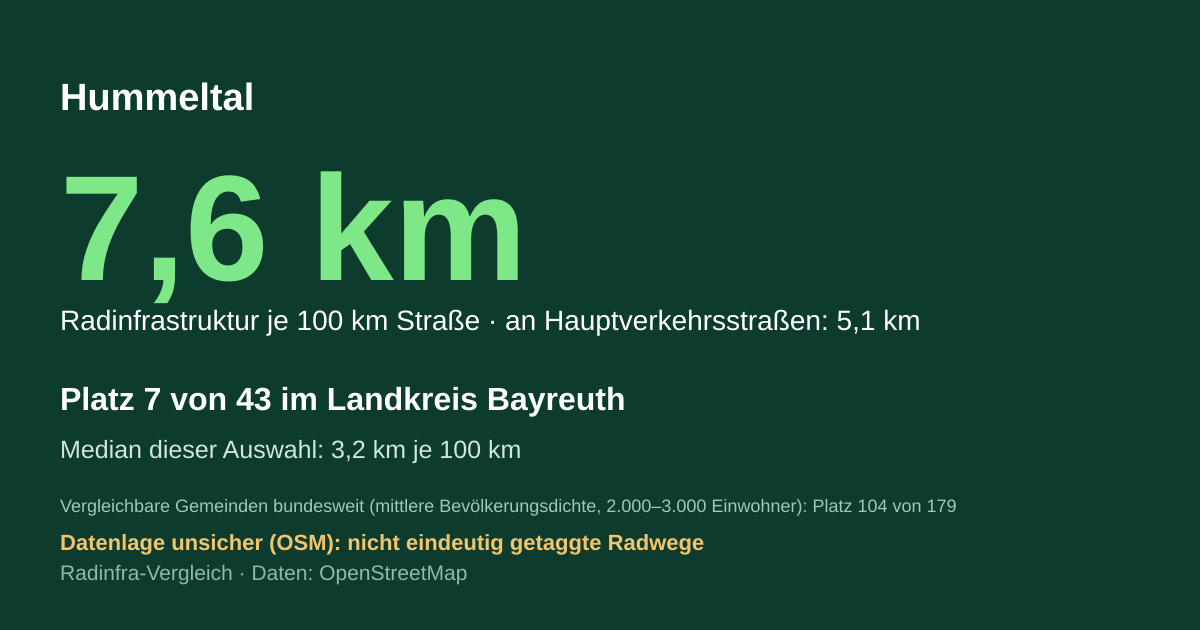 Hummeltal
7,6 km
Radinfrastruktur je 100 km Straße · an Hauptverkehrsstraßen: 5,1 km
Platz 7 von 43 im Landkreis Bayreuth
Median dieser Auswahl: 3,2 km je 100 km
Vergleichbare Gemeinden bundesweit (mittlere Bevölkerungsdichte, 2.000–3.000 Einwohner): Platz 104 von 179
Datenlage unsicher (OSM): nicht eindeutig getaggte Radwege
Radinfra-Vergleich · Daten: OpenStreetMap